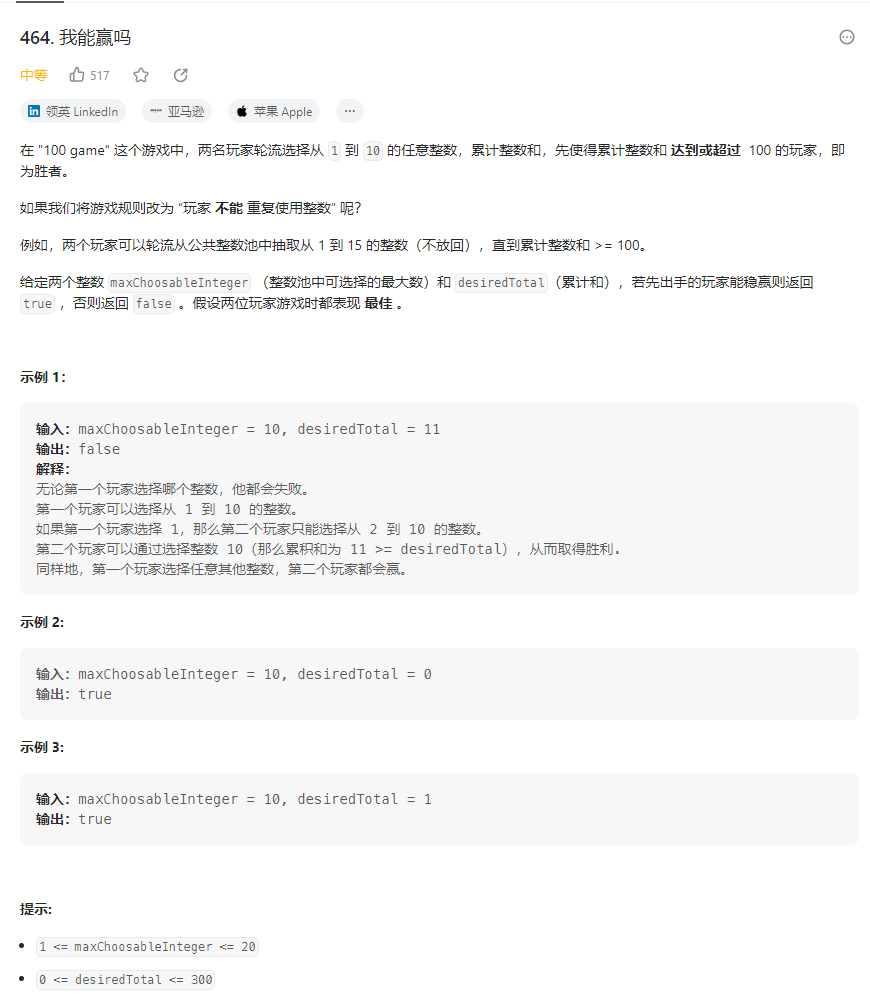 464. 我能赢吗
中等 517
领英 LinkedIn 亚马逊 苹果 Apple ...
在 "100 game" 这个游戏中，两名玩家轮流选择从 1 到 10 的任意整数，累计整数和，先使得累计整数和 达到或超过 100 的玩家，即
为胜者。
如果我们将游戏规则改为 “玩家 不能 重复使用整数” 呢？
例如，两个玩家可以轮流从公共整数池中抽取从 1 到 15 的整数（不放回），直到累计整数和 >= 100。
给定两个整数 maxChoosableInteger （整数池中可选择的最大数）和 desiredTotal（累计和），若先出手的玩家能稳赢则返回
true ，否则返回 false 。假设两位玩家游戏时都表现 最佳 。
示例 1：
输入：maxChoosableInteger = 10, desiredTotal = 11
输出：false
解释：
无论第一个玩家选择哪个整数，他都会失败。
第一个玩家可以选择从 1 到 10 的整数。
如果第一个玩家选择 1，那么第二个玩家只能选择从 2 到 10 的整数。
第二个玩家可以通过选择整数 10（那么累积和为 11 >= desiredTotal），从而取得胜利.
同样地，第一个玩家选择任意其他整数，第二个玩家都会赢。
示例 2:
输入：maxChoosableInteger = 10, desiredTotal = 0
输出：true
示例 3:
输入：maxChoosableInteger = 10, desiredTotal = 1
输出：true
提示:
• 1 <= maxChoosableInteger <= 20
• 0 <= desiredTotal <= 300